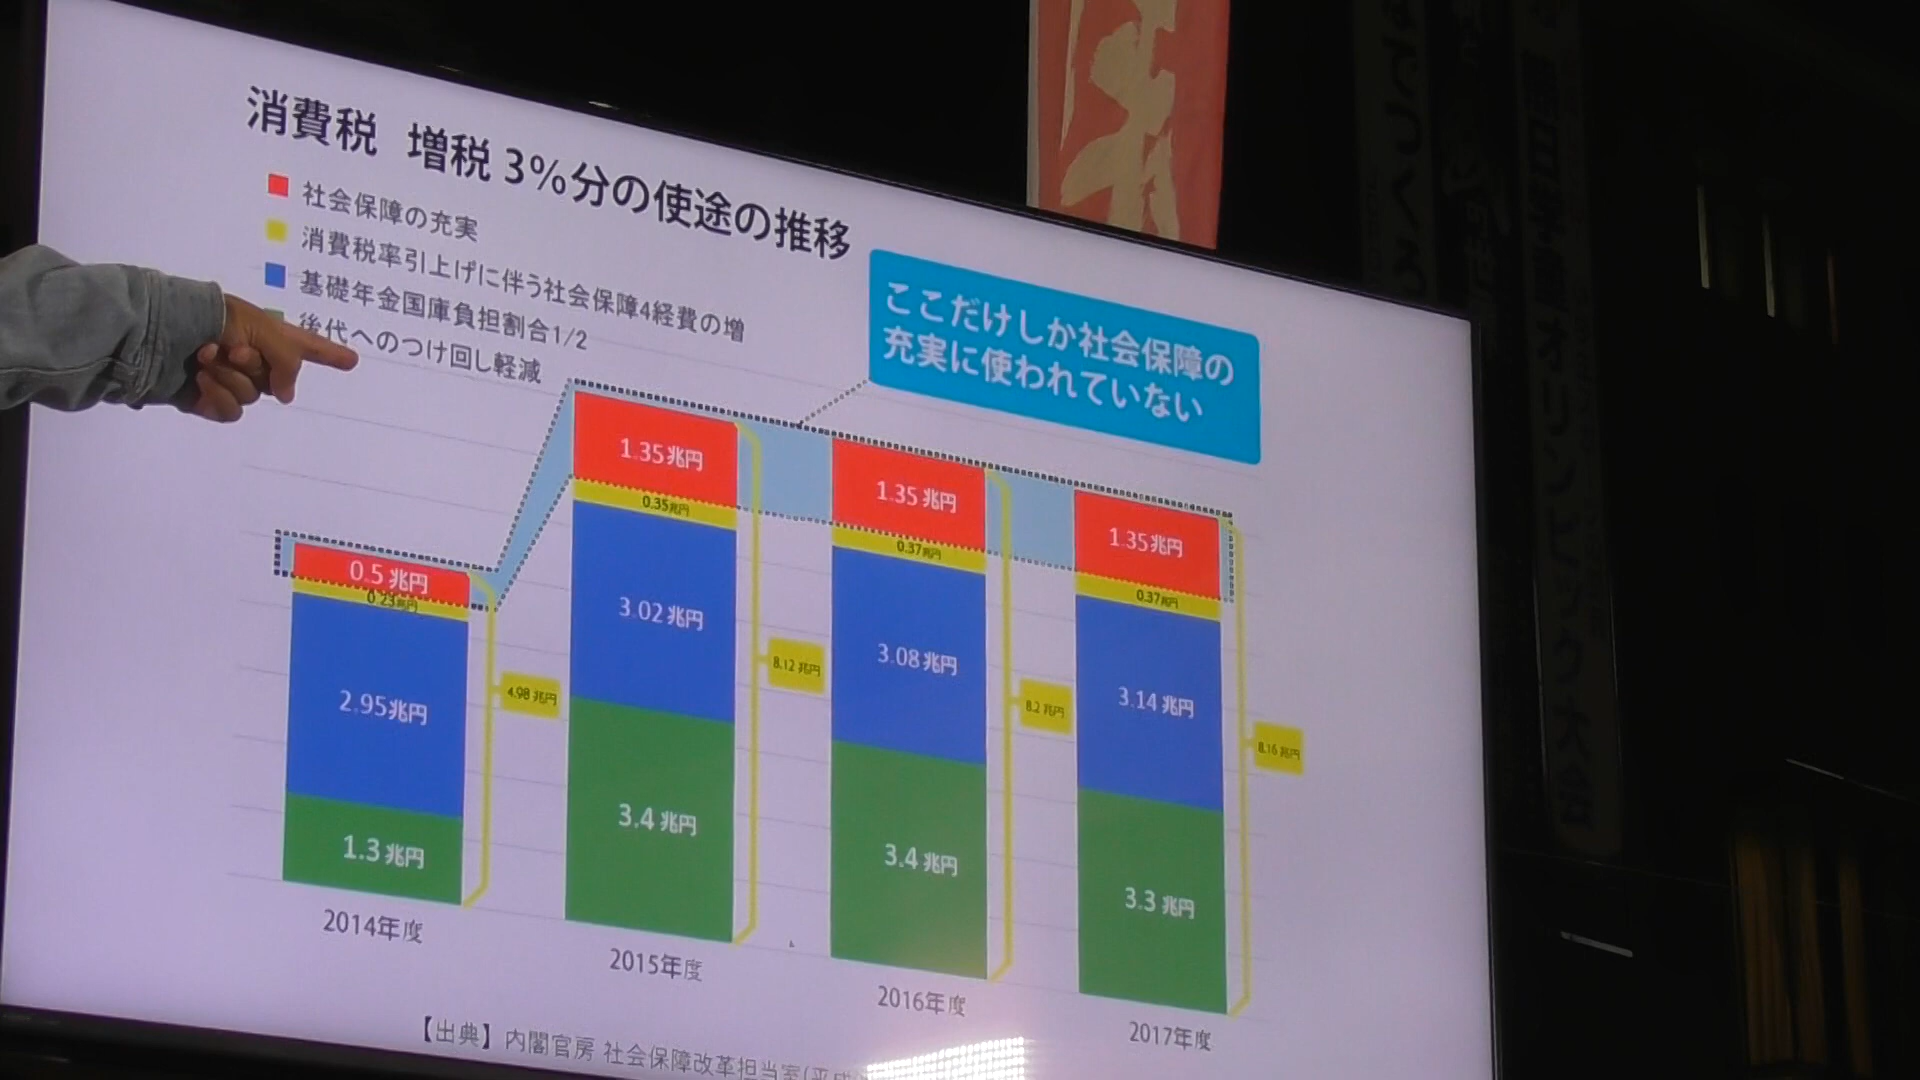 消費税 増税3%分の使途の推移
社会保障の充実
消費税率引上げに伴う社会保障4経費の増
基礎年金国庫負担割合1/2
後代へのつけ回し軽減
ここだけしか社会保障の
充実に使われていない
0.5兆円
0.23兆円
2.95兆円
1.3兆円
4.98兆円
2014年度
1.35兆円
0.35兆円
3.02兆円
3.4兆円
8.12兆円
2015年度
1.35兆円
0.37兆円
3.08兆円
3.4兆円
8.2兆円
2016年度
1.35兆円
0.37兆円
3.14兆円
3.3兆円
8.16兆円
2017年度
【出典】内閣官房 社会保障改革担当室(平成